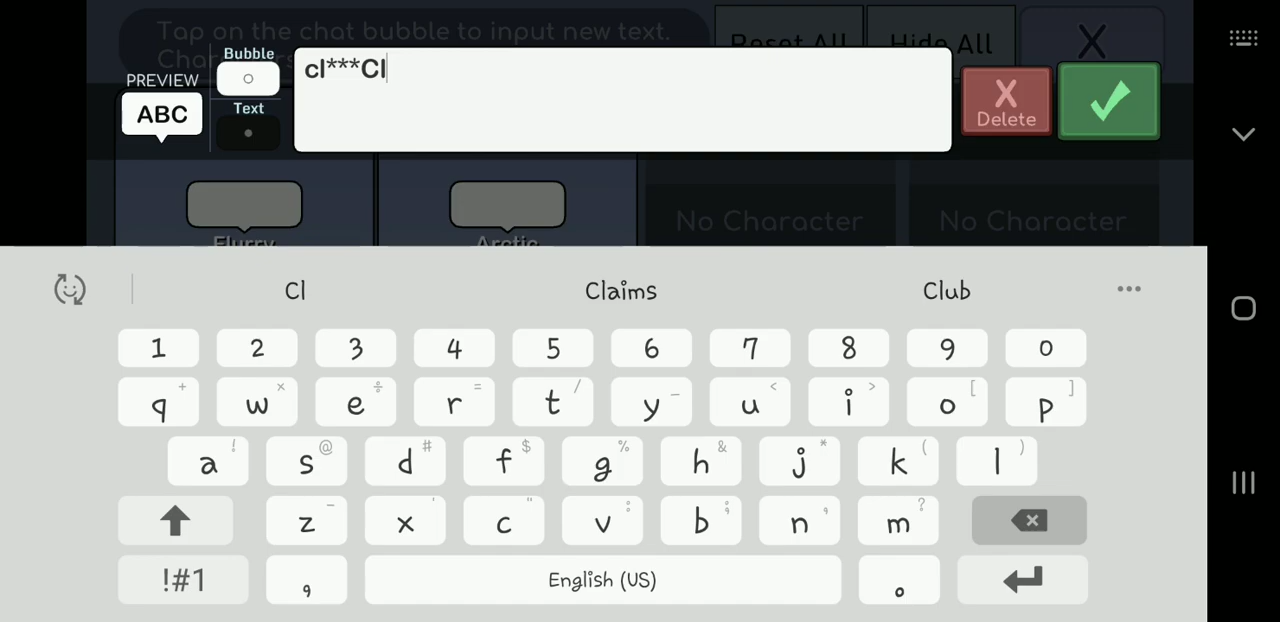 Tap on the chat bubble to input new text.
Reset All
Hide All
X
Bubble
PREVIEW
ABC
Text
cl***Cl
X
Delete
Flurry
Arctic
No Character
No Character
Cl
Claims
Club
1 2 3 4 5 6 7 8 9 0
q + w × e ÷ r = t / y _ u < i > o [ p ]
a ! s @ d # f $ g % h & j * k ( l )
z - x ' c " v : b ; n , m ?
!#1 , English (US) .